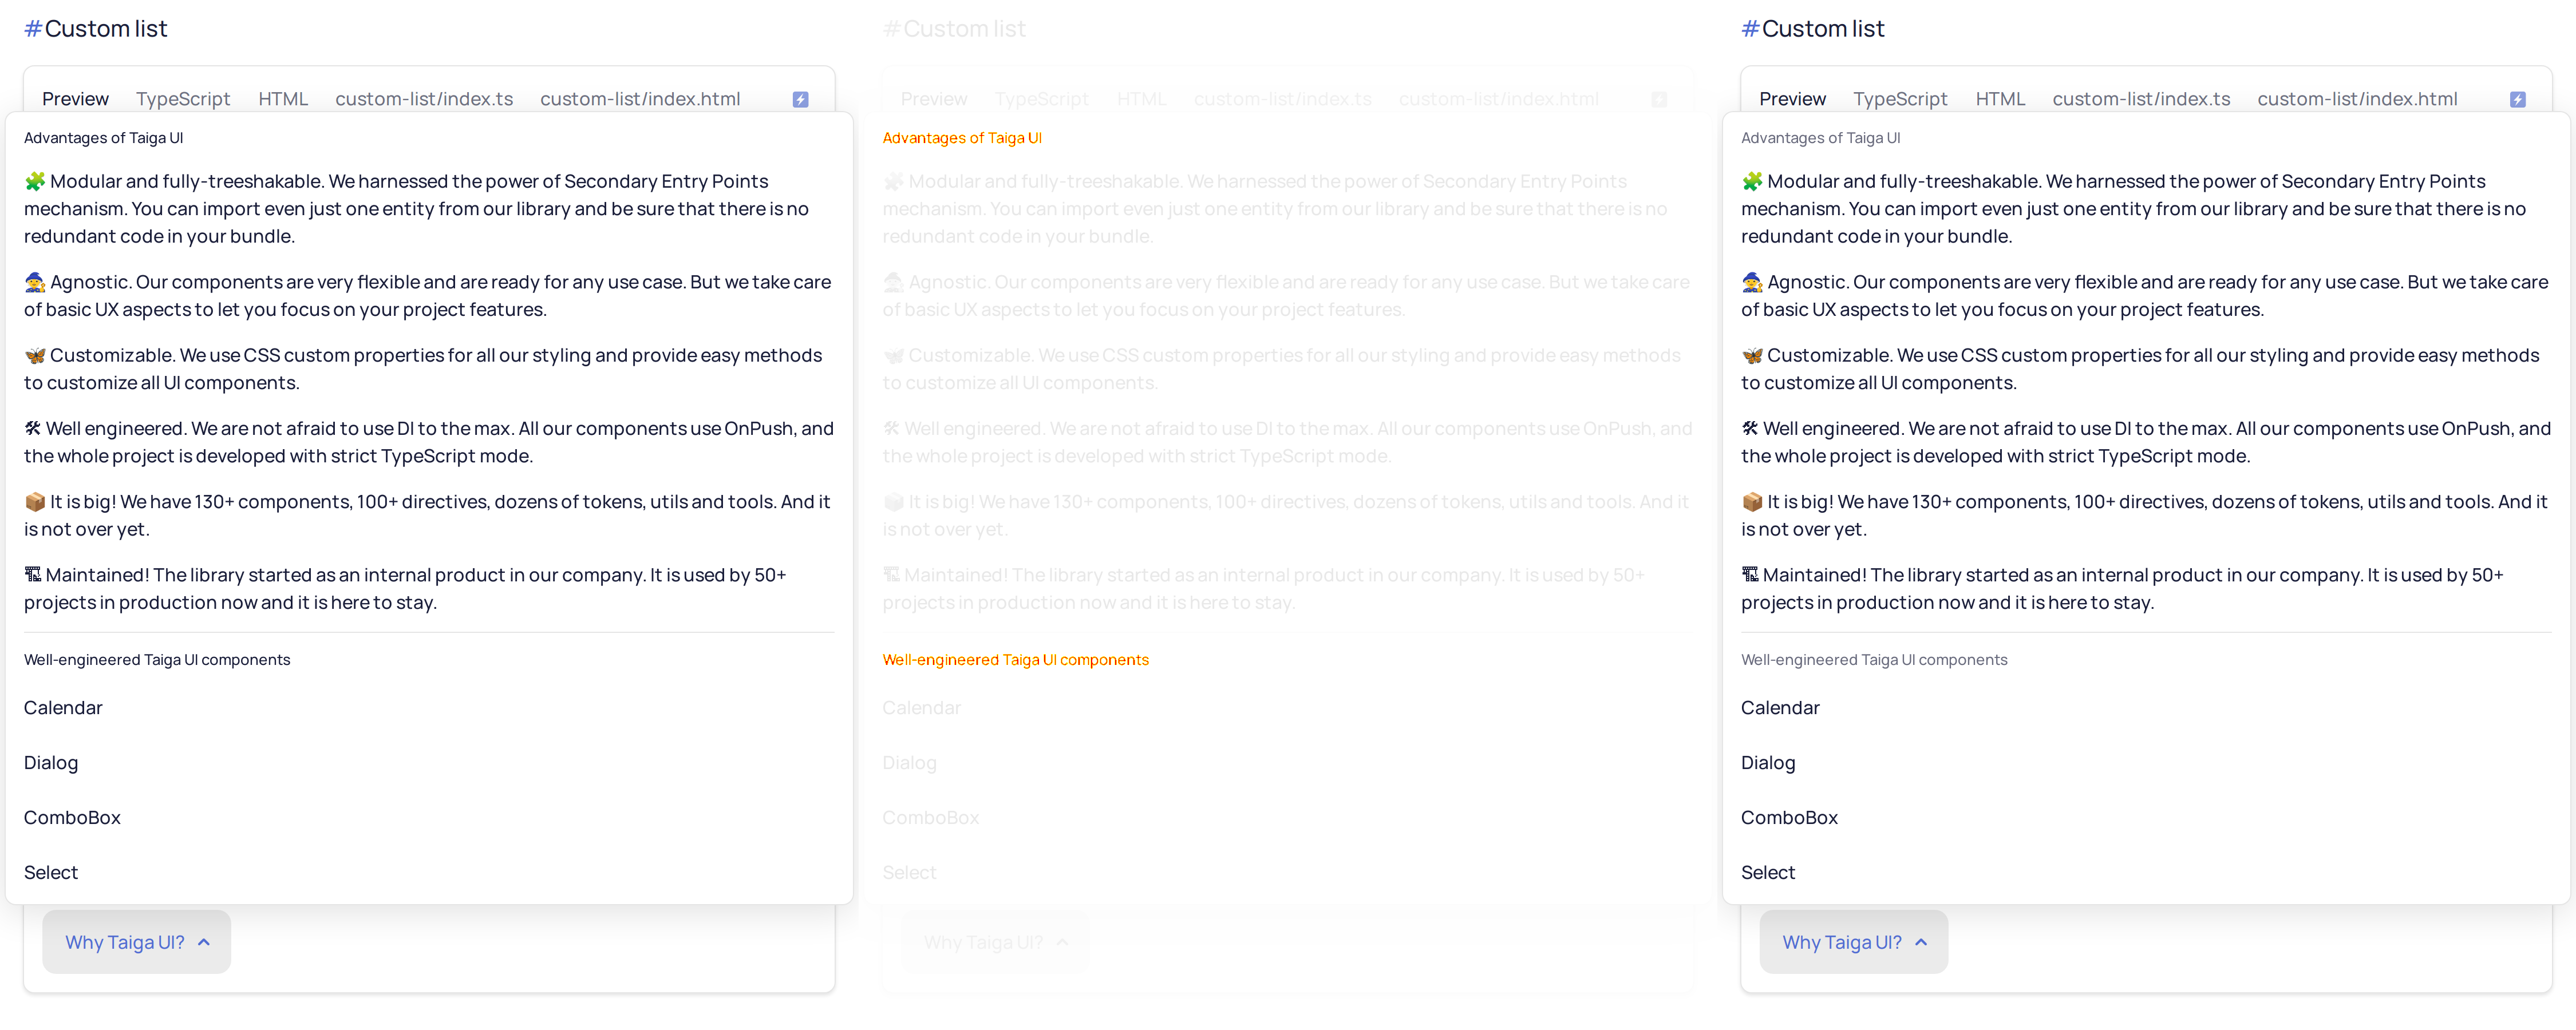 #Custom list
Preview TypeScript HTML custom-list/index.ts custom-list/index.html
Advantages of Taiga UI
🧩 Modular and fully-treeshakable. We harnessed the power of Secondary Entry Points
mechanism. You can import even just one entity from our library and be sure that there is no
redundant code in your bundle.
🧙 Agnostic. Our components are very flexible and are ready for any use case. But we take care
of basic UX aspects to let you focus on your project features.
🦋 Customizable. We use CSS custom properties for all our styling and provide easy methods
to customize all UI components.
🛠 Well engineered. We are not afraid to use DI to the max. All our components use OnPush, and
the whole project is developed with strict TypeScript mode.
📦 It is big! We have 130+ components, 100+ directives, dozens of tokens, utils and tools. And it
is not over yet.
🏗 Maintained! The library started as an internal product in our company. It is used by 50+
projects in production now and it is here to stay.
Well-engineered Taiga UI components
Calendar
Dialog
ComboBox
Select
Why Taiga UI?
#Custom list
Preview TypeScript HTML custom-list/index.ts custom-list/index.html
Advantages of Taiga UI
🧩 Modular and fully-treeshakable. We harnessed the power of Secondary Entry Points
mechanism. You can import even just one entity from our library and be sure that there is no
redundant code in your bundle.
🧙 Agnostic. Our components are very flexible and are ready for any use case. But we take care
of basic UX aspects to let you focus on your project features.
🦋 Customizable. We use CSS custom properties for all our styling and provide easy methods
to customize all UI components.
🛠 Well engineered. We are not afraid to use DI to the max. All our components use OnPush, and
the whole project is developed with strict TypeScript mode.
📦 It is big! We have 130+ components, 100+ directives, dozens of tokens, utils and tools. And it
is not over yet.
🏗 Maintained! The library started as an internal product in our company. It is used by 50+
projects in production now and it is here to stay.
Well-engineered Taiga UI components
Calendar
Dialog
ComboBox
Select
Why Taiga UI?
#Custom list
Preview TypeScript HTML custom-list/index.ts custom-list/index.html
Advantages of Taiga UI
🧩 Modular and fully-treeshakable. We harnessed the power of Secondary Entry Points
mechanism. You can import even just one entity from our library and be sure that there is no
redundant code in your bundle.
🧙 Agnostic. Our components are very flexible and are ready for any use case. But we take care
of basic UX aspects to let you focus on your project features.
🦋 Customizable. We use CSS custom properties for all our styling and provide easy methods
to customize all UI components.
🛠 Well engineered. We are not afraid to use DI to the max. All our components use OnPush, and
the whole project is developed with strict TypeScript mode.
📦 It is big! We have 130+ components, 100+ directives, dozens of tokens, utils and tools. And it
is not over yet.
🏗 Maintained! The library started as an internal product in our company. It is used by 50+
projects in production now and it is here to stay.
Well-engineered Taiga UI components
Calendar
Dialog
ComboBox
Select
Why Taiga UI?